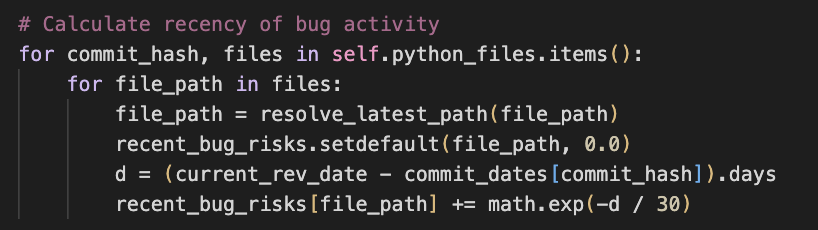 # Calculate recency of bug activity
for commit_hash, files in self.python_files.items():
    for file_path in files:
        file_path = resolve_latest_path(file_path)
        recent_bug_risks.setdefault(file_path, 0.0)
        d = (current_rev_date - commit_dates[commit_hash]).days
        recent_bug_risks[file_path] += math.exp(-d / 30)